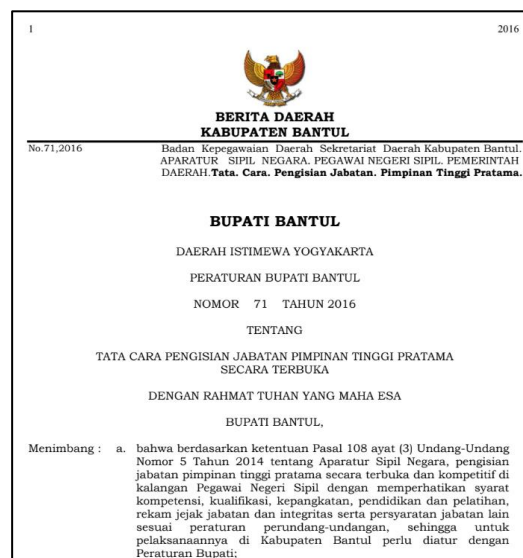 1 2016
BERITA DAERAH
KABUPATEN BANTUL
No.71,2016 Badan Kepegawaian Daerah Sekretariat Daerah Kabupaten Bantul.
APARATUR SIPIL NEGARA. PEGAWAI NEGERI SIPIL. PEMERINTAH
DAERAH.Tata. Cara. Pengisian Jabatan. Pimpinan Tinggi Pratama.
BUPATI BANTUL
DAERAH ISTIMEWA YOGYAKARTA
PERATURAN BUPATI BANTUL
NOMOR 71 TAHUN 2016
TENTANG
TATA CARA PENGISIAN JABATAN PIMPINAN TINGGI PRATAMA
SECARA TERBUKA
DENGAN RAHMAT TUHAN YANG MAHA ESA
BUPATI BANTUL,
Menimbang : a. bahwa berdasarkan ketentuan Pasal 108 ayat (3) Undang-Undang
Nomor 5 Tahun 2014 tentang Aparatur Sipil Negara, pengisian
jabatan pimpinan tinggi pratama secara terbuka dan kompetitif di
kalangan Pegawai Negeri Sipil dengan memperhatikan syarat
kompetensi, kualifikasi, kepangkatan, pendidikan dan pelatihan,
rekam jejak jabatan dan integritas serta persyaratan jabatan lain
sesuai peraturan perundang-undangan, sehingga untuk
pelaksanaannya di Kabupaten Bantul perlu diatur dengan
Peraturan Bupati;